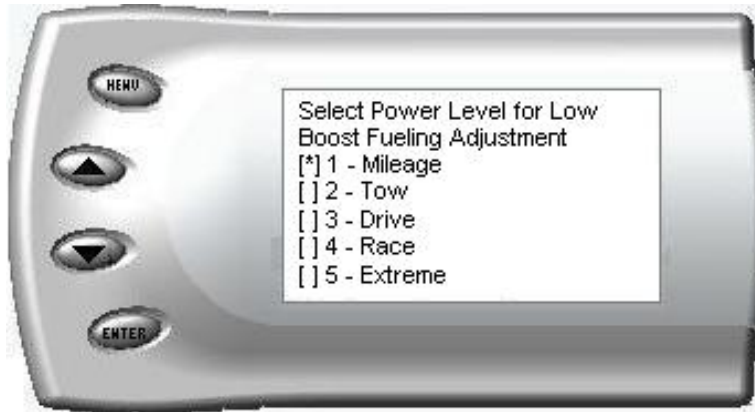 MENU
Select Power Level for Low
Boost Fueling Adjustment
[*] 1 - Mileage
[ ] 2 - Tow
[ ] 3 - Drive
[ ] 4 - Race
[ ] 5 - Extreme
ENTER